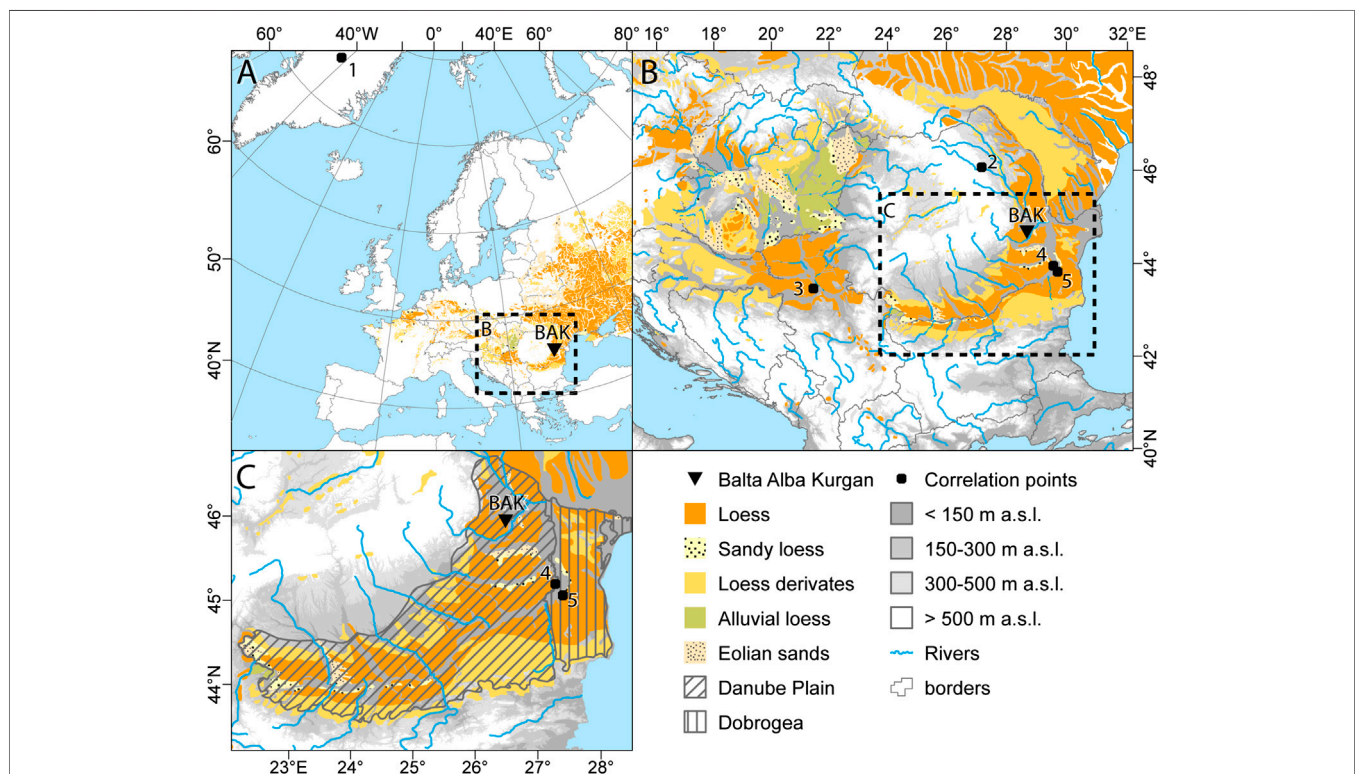 60° 40°W 0° 40°E 60° 80°
16° 18° 20° 22° 24° 26° 28° 30° 32°E
A
1
60°
50°
40°N
B
BAK
B
48°
46°
44°
42°
40°N
2
C
BAK
4
5
3
C
BAK
4
5
46°
45°
44°N
23°E 24° 25° 26° 27° 28°
Balta Alba Kurgan
Loess
Sandy loess
Loess derivates
Alluvial loess
Eolian sands
Danube Plain
Dobrogea
Correlation points
< 150 m a.s.l.
150-300 m a.s.l.
300-500 m a.s.l.
> 500 m a.s.l.
Rivers
borders